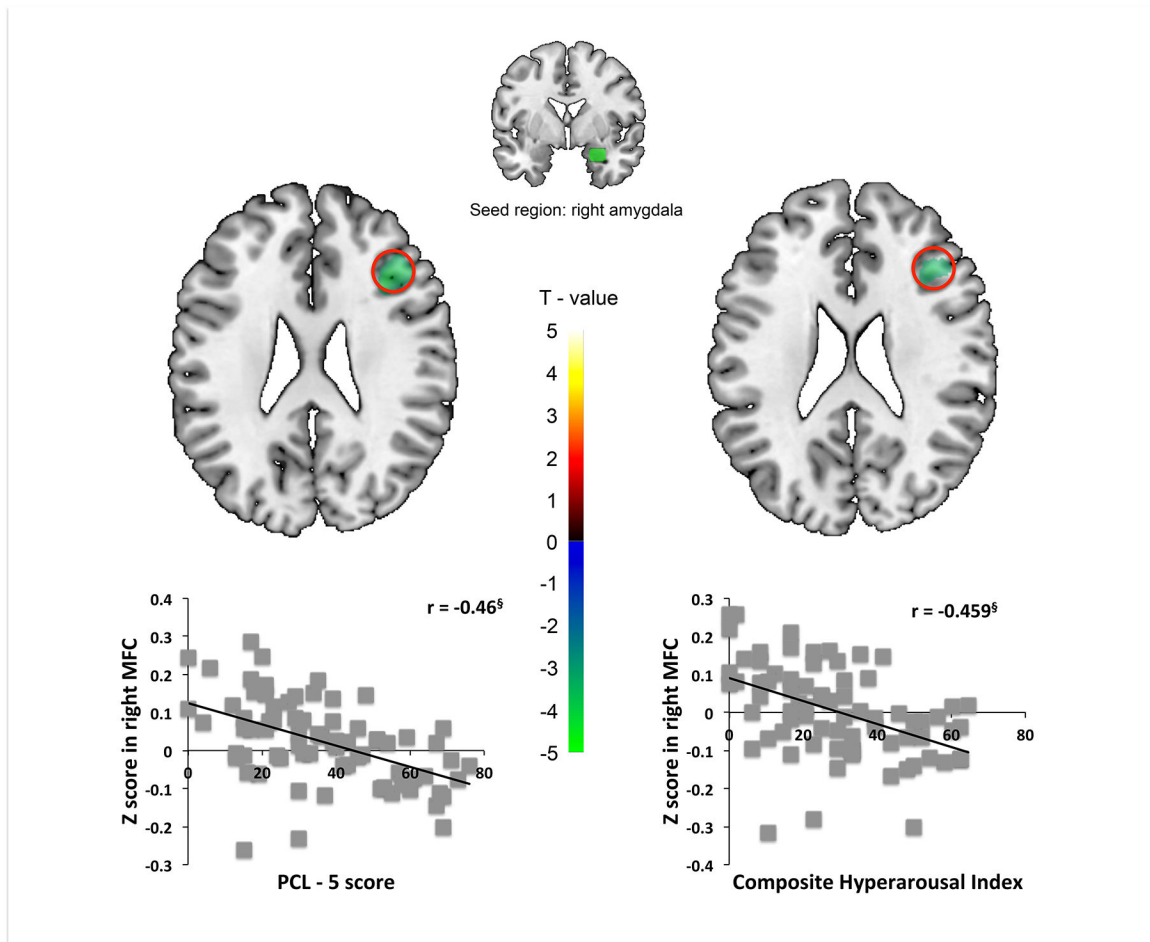 Seed region: right amygdala
T - value
5
4
3
2
1
0
-1
-2
-3
-4
-5
r = -0.46§
0.4
0.3
0.2
0.1
0
-0.1
-0.2
-0.3
0 20 40 60 80
Z score in right MFC
PCL - 5 score
r = -0.459§
0.3
0.2
0.1
0
-0.1
-0.2
-0.3
-0.4
0 20 40 60 80
Z score in right MFC
Composite Hyperarousal Index